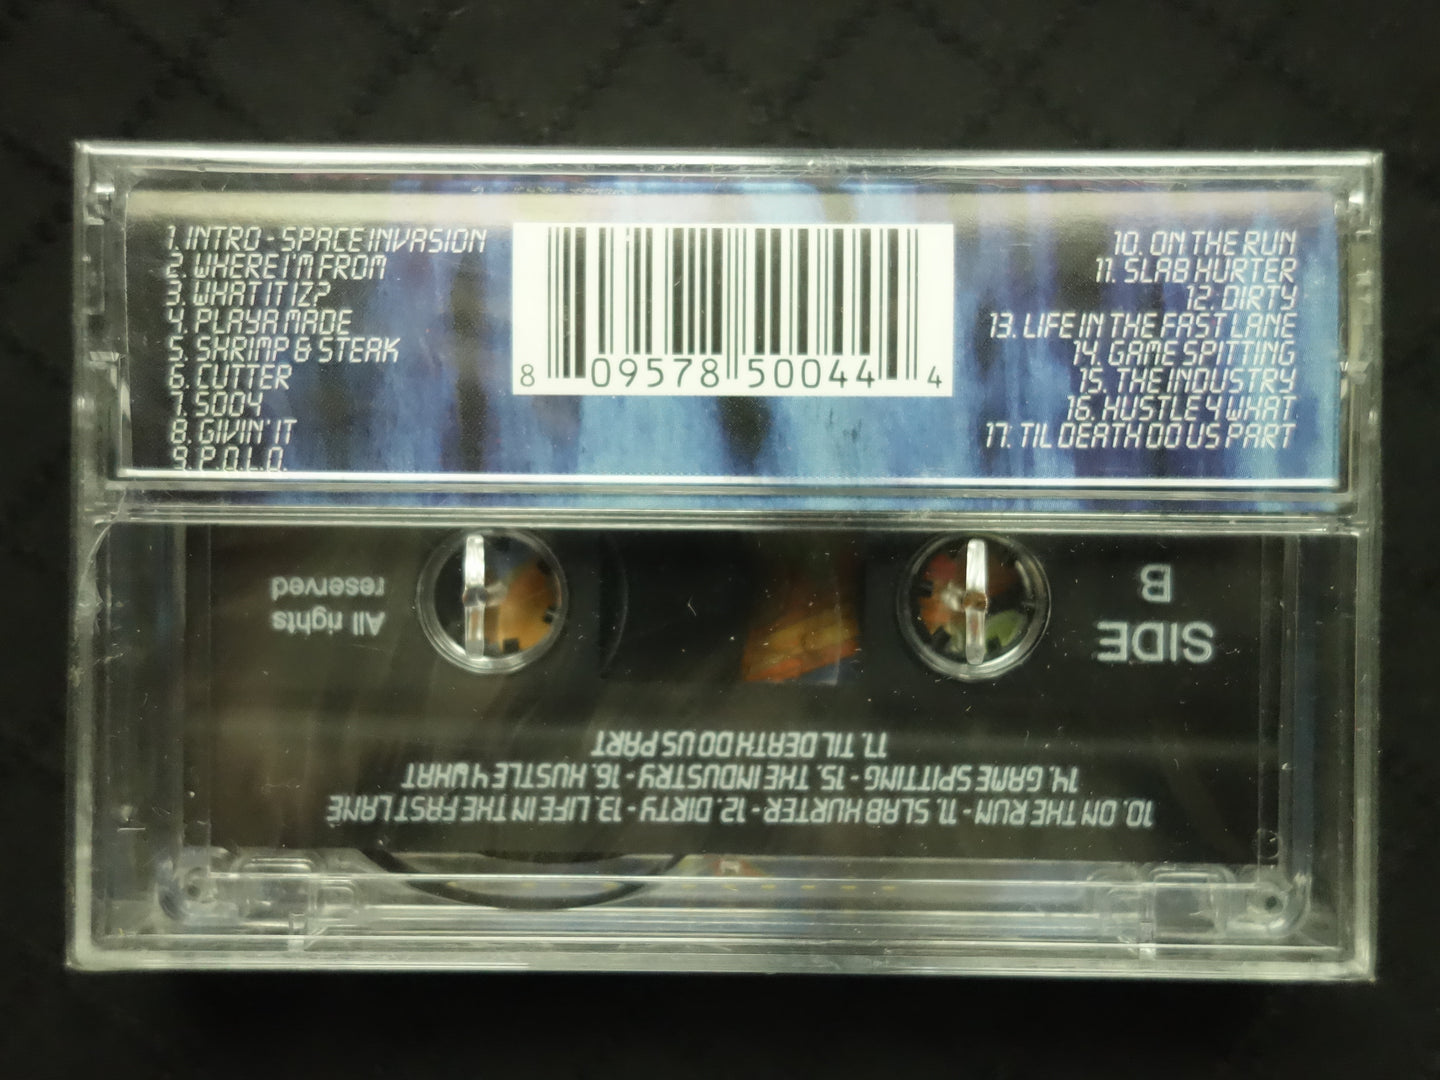 1. INTRO - SPACE INVASION
2. WHERE I'M FROM
3. WHAT IT IZ?
4. PLAYA MADE
5. SHRIMP & STEAK
6. CUTTER
7. 5004
8. GIVIN' IT
9. P.O.L.O.
8 09578 50044 4
10. ON THE RUN
11. SLAB HURTER
12. DIRTY
13. LIFE IN THE FAST LANE
14. GAME SPITTING
15. THE INDUSTRY
16. HUSTLE 4 WHAT
17. TIL DEATH DO US PART
10. ON THE RUN - 11. SLAB HURTER - 12. DIRTY - 13. LIFE IN THE FAST LANE
14. GAME SPITTING - 15. THE INDUSTRY - 16. HUSTLE 4 WHAT
17. TIL DEATH DO US PART
SIDE
B
All rights
reserved